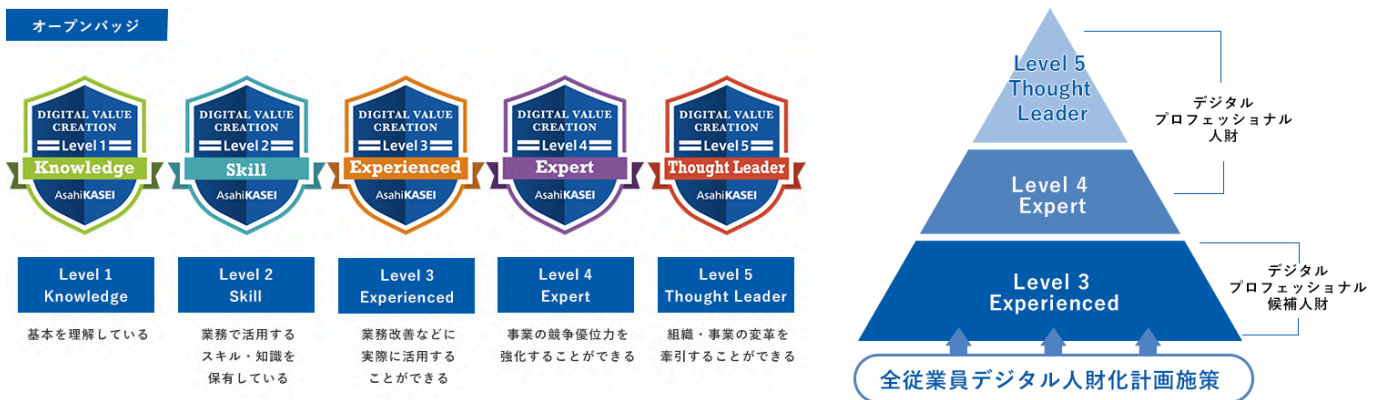 オープンバッジ
DIGITAL VALUE
CREATION
Level 1
Knowledge
AsahiKASEI
DIGITAL VALUE
CREATION
Level 2
Skill
AsahiKASEI
DIGITAL VALUE
CREATION
Level 3
Experienced
AsahiKASEI
DIGITAL VALUE
CREATION
Level 4
Expert
AsahiKASEI
DIGITAL VALUE
CREATION
Level 5
Thought Leader
AsahiKASEI
Level 1
Knowledge
基本を理解している
Level 2
Skill
業務で活用する
スキル・知識を
保有している
Level 3
Experienced
業務改善などに
実際に活用する
ことができる
Level 4
Expert
事業の競争優位力を
強化することができる
Level 5
Thought Leader
組織・事業の変革を
牽引することができる
Level 5
Thought
Leader
デジタル
プロフェッショナル
人財
Level 4
Expert
Level 3
Experienced
デジタル
プロフェッショナル
候補人財
全従業員デジタル人財化計画施策